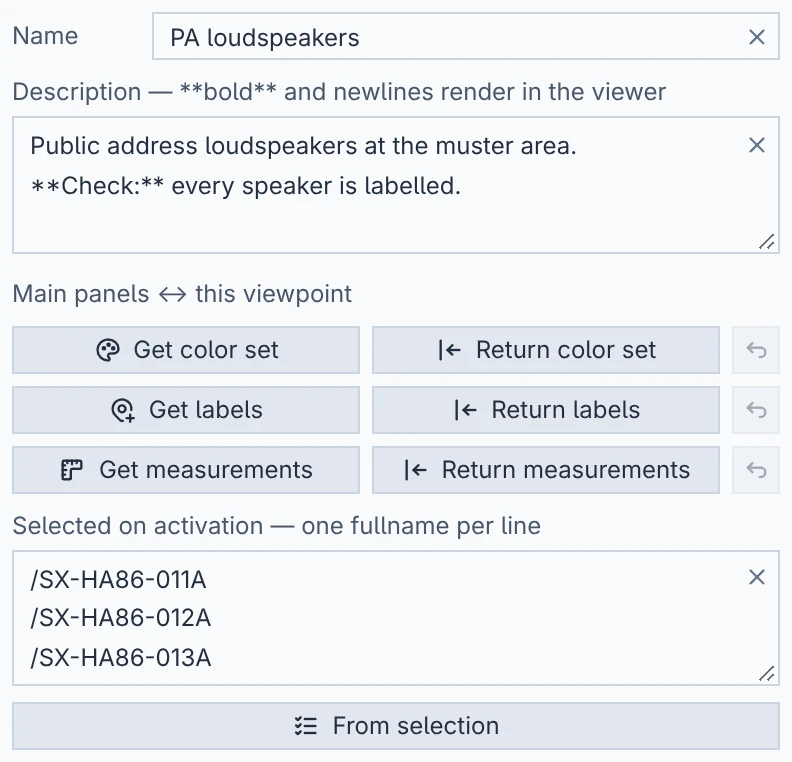 Name
PA loudspeakers
Description — **bold** and newlines render in the viewer
Public address loudspeakers at the muster area.
**Check:** every speaker is labelled.
Main panels ↔ this viewpoint
Get color set
Return color set
Get labels
Return labels
Get measurements
Return measurements
Selected on activation — one fullname per line
/SX-HA86-011A
/SX-HA86-012A
/SX-HA86-013A
From selection